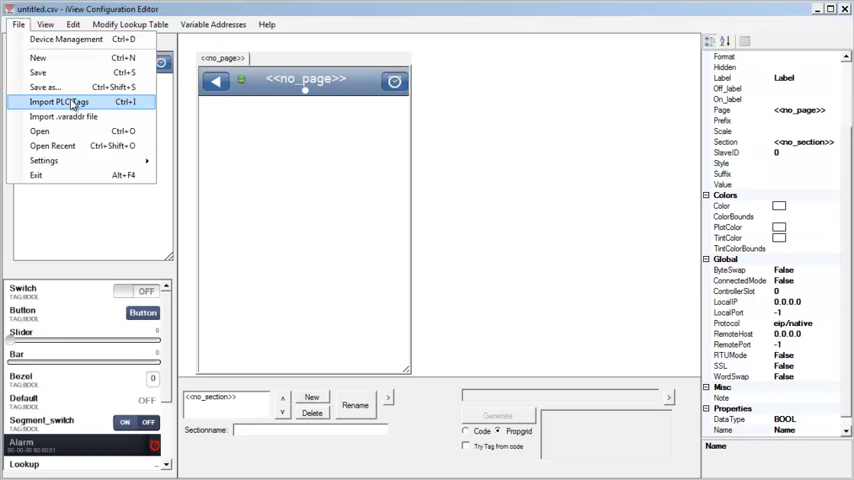 untitled.csv - iView Configuration Editor
File View Edit Modify Lookup Table Variable Addresses Help
Device Management Ctrl+D
New Ctrl+N
Save Ctrl+S
Save as... Ctrl+Shift+S
Import PLC Tags Ctrl+I
Import .varaddr file
Open Ctrl+O
Open Recent Ctrl+Shift+O
Settings
Exit Alt+F4
<<no_page>>
<<no_page>>
Switch
TAG:BOOL
OFF
Button
TAG:BOOL
Button
Slider 0
Bar 0
Bezel
TAG:BOOL
0
Default
TAG:BOOL
OFF
Segment_switch
TAG:BOOL
ON OFF
Alarm
Lookup ..
<<no_section>>
New
Delete
Rename
>
Sectionname:
>
Generate
Code Propgrid
Try Tag from code
Format
Hidden
Label Label
Off_label
On_label
Page <<no_page>>
Prefix
Scale
Section <<no_section>>
SlaveID 0
Style
Suffix
Value
Colors
Color
ColorBounds
PlotColor
TintColor
TintColorBounds
Global
ByteSwap False
ConnectedMode False
ControllerSlot 0
LocalIP 0.0.0.0
LocalPort -1
Protocol eip/native
RemoteHost 0.0.0.0
RemotePort -1
RTUMode False
SSL False
WordSwap False
Misc
Note
Properties
DataType BOOL
Name Name
Name